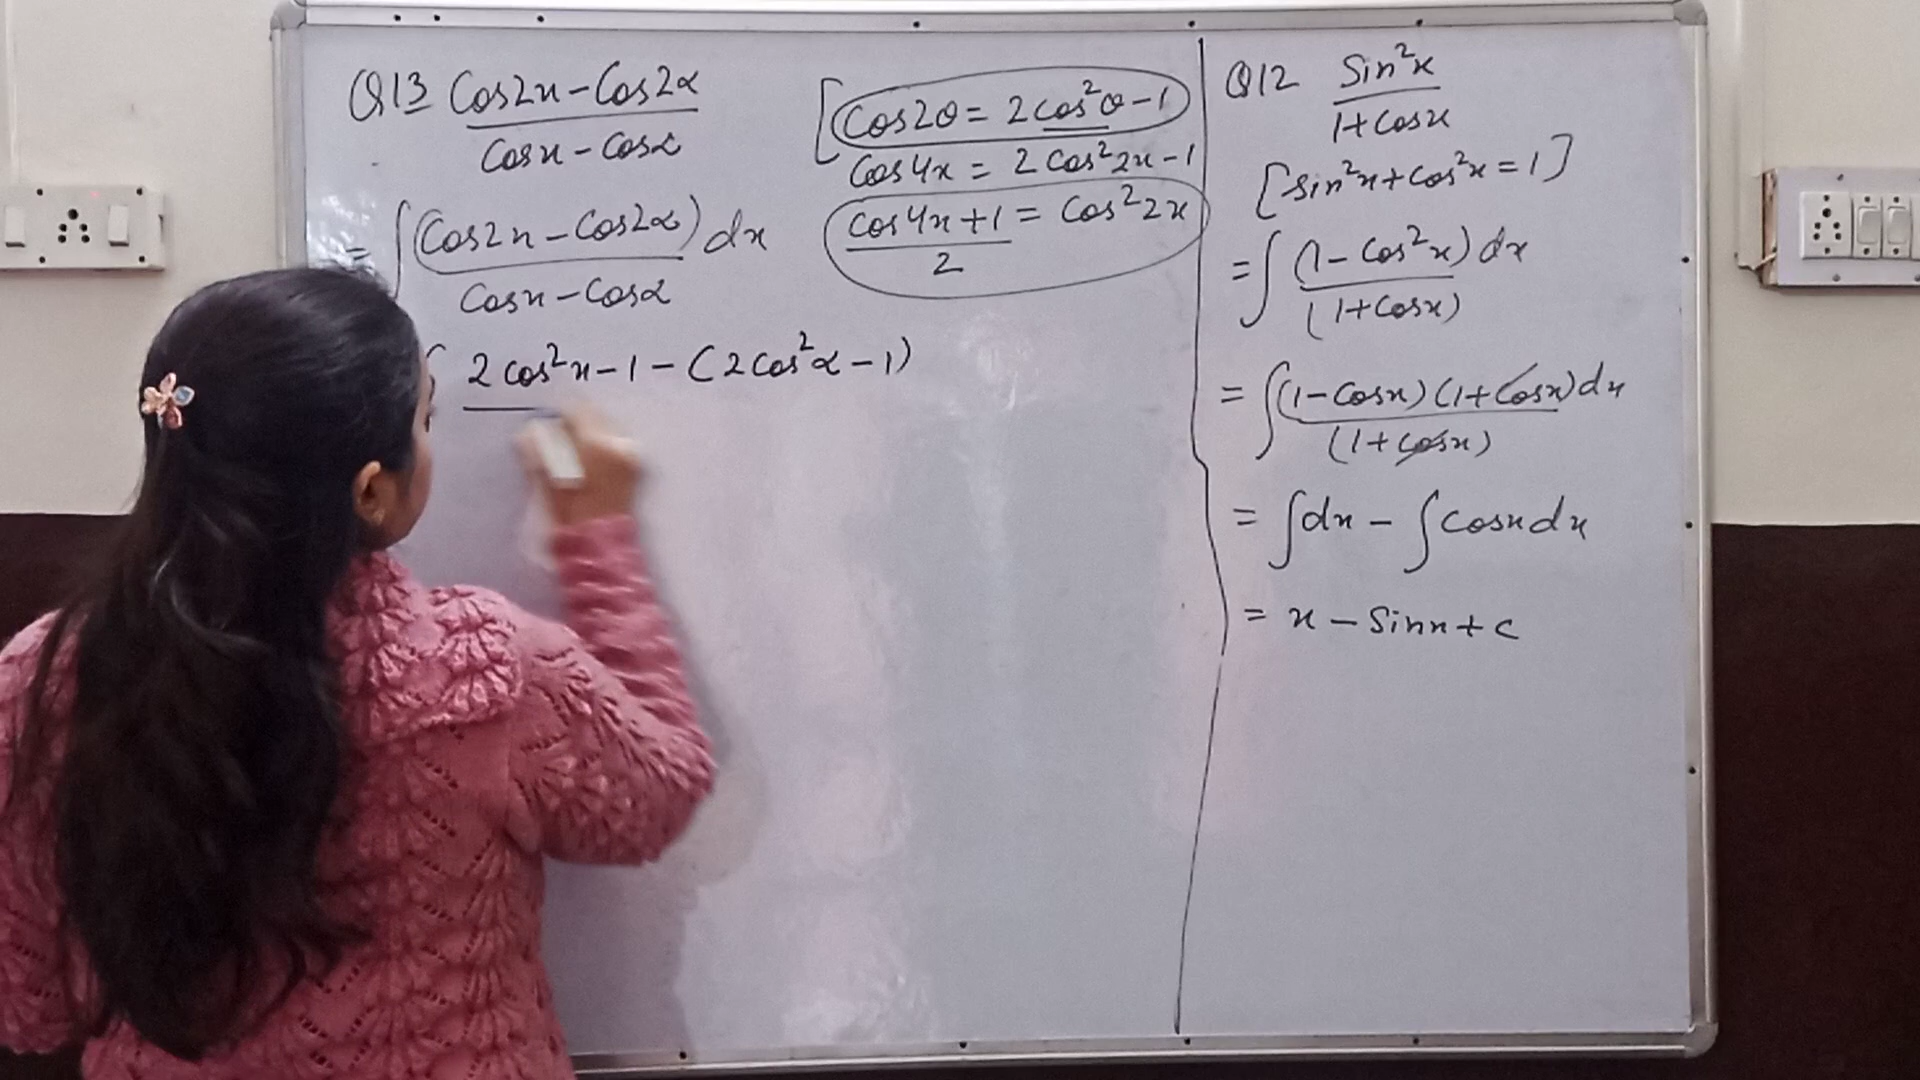 Q13 Cos2x-Cos2α
Cosx-Cosα
= ∫ (Cos2x-Cos2α) dx
Cosx-Cosα
2cos²x-1-(2cos²α-1)
[Cos2θ = 2cos²θ-1
Cos4x = 2cos²2x-1
Cos4x+1 = Cos²2x
2
Q12 Sin²x
1+Cosx
[Sin²x+Cos²x=1]
= ∫ (1-Cos²x) dx
(1+Cosx)
= ∫ (1-Cosx)(1+Cosx)dx
(1+Cosx)
= ∫dx - ∫Cosxdx
= x-Sinx+c